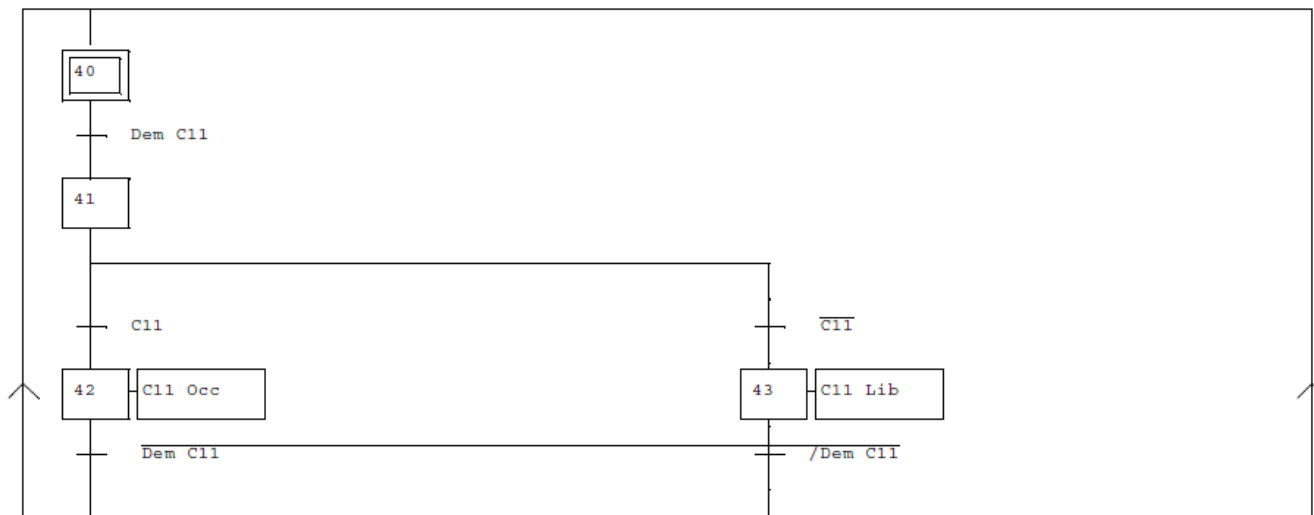 40
Dem C11
41
C11 C11
42 C11 Occ 43 C11 Lib
Dem C11 /Dem C11